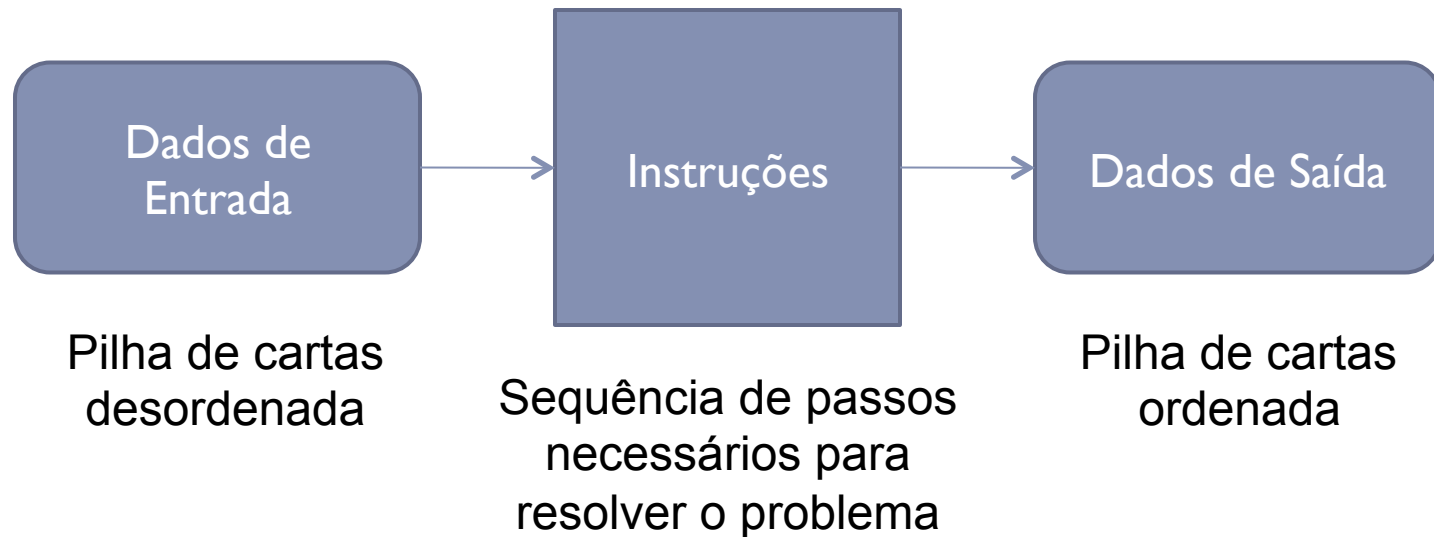 Dados de
Entrada
Instruções
Dados de Saída
Pilha de cartas
desordenada
Sequência de passos
necessários para
resolver o problema
Pilha de cartas
ordenada